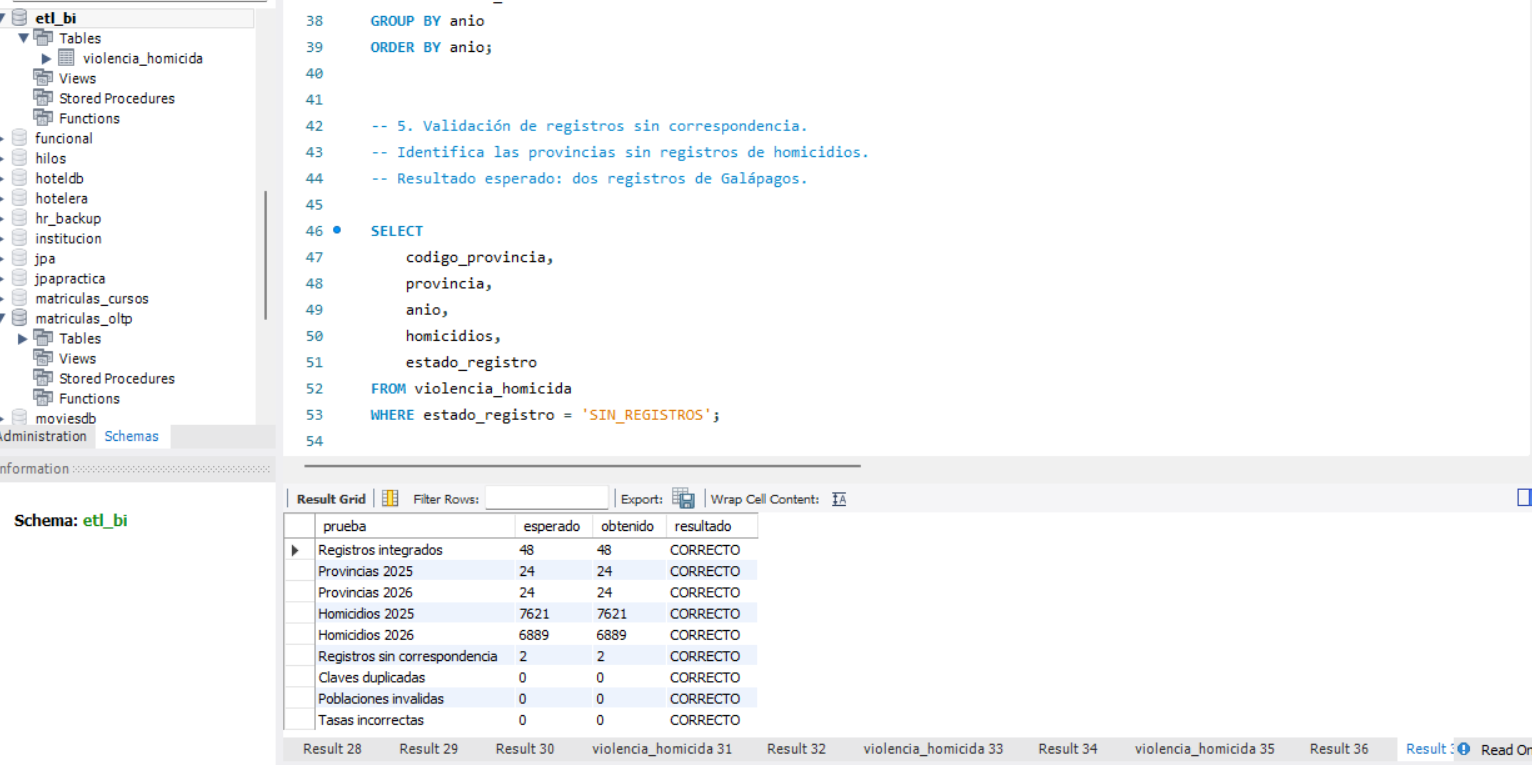 etl_bi
Tables
violencia_homicida
Views
Stored Procedures
Functions
funcional
hilos
hoteldb
hotelera
hr_backup
institucion
jpa
jpapractica
matriculas_cursos
matriculas_oltp
Tables
Views
Stored Procedures
Functions
moviesdb
Administration Schemas
Information
Schema: etl_bi
38 GROUP BY anio
39 ORDER BY anio;
40
41
42 -- 5. Validación de registros sin correspondencia.
43 -- Identifica las provincias sin registros de homicidios.
44 -- Resultado esperado: dos registros de Galápagos.
45
46 SELECT
47 codigo_provincia,
48 provincia,
49 anio,
50 homicidios,
51 estado_registro
52 FROM violencia_homicida
53 WHERE estado_registro = 'SIN_REGISTROS';
54
Result Grid Filter Rows: Export: Wrap Cell Content:
prueba esperado obtenido resultado
Registros integrados 48 48 CORRECTO
Provincias 2025 24 24 CORRECTO
Provincias 2026 24 24 CORRECTO
Homicidios 2025 7621 7621 CORRECTO
Homicidios 2026 6889 6889 CORRECTO
Registros sin correspondencia 2 2 CORRECTO
Claves duplicadas 0 0 CORRECTO
Poblaciones invalidas 0 0 CORRECTO
Tasas incorrectas 0 0 CORRECTO
Result 28 Result 29 Result 30 violencia_homicida 31 Result 32 violencia_homicida 33 Result 34 violencia_homicida 35 Result 36 Result Read